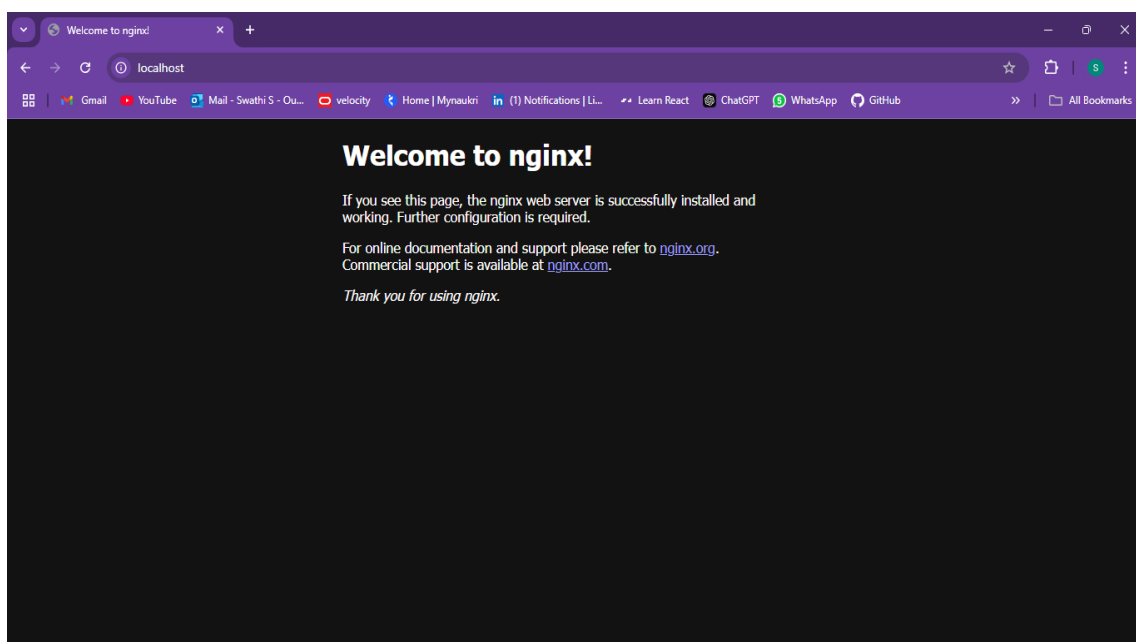 Welcome to nginx!
localhost
S
Gmail YouTube Mail - Swathi S - Ou... velocity Home | Mynaukri (1) Notifications | Li... Learn React ChatGPT WhatsApp GitHub » All Bookmarks
Welcome to nginx!
If you see this page, the nginx web server is successfully installed and
working. Further configuration is required.
For online documentation and support please refer to nginx.org.
Commercial support is available at nginx.com.
Thank you for using nginx.